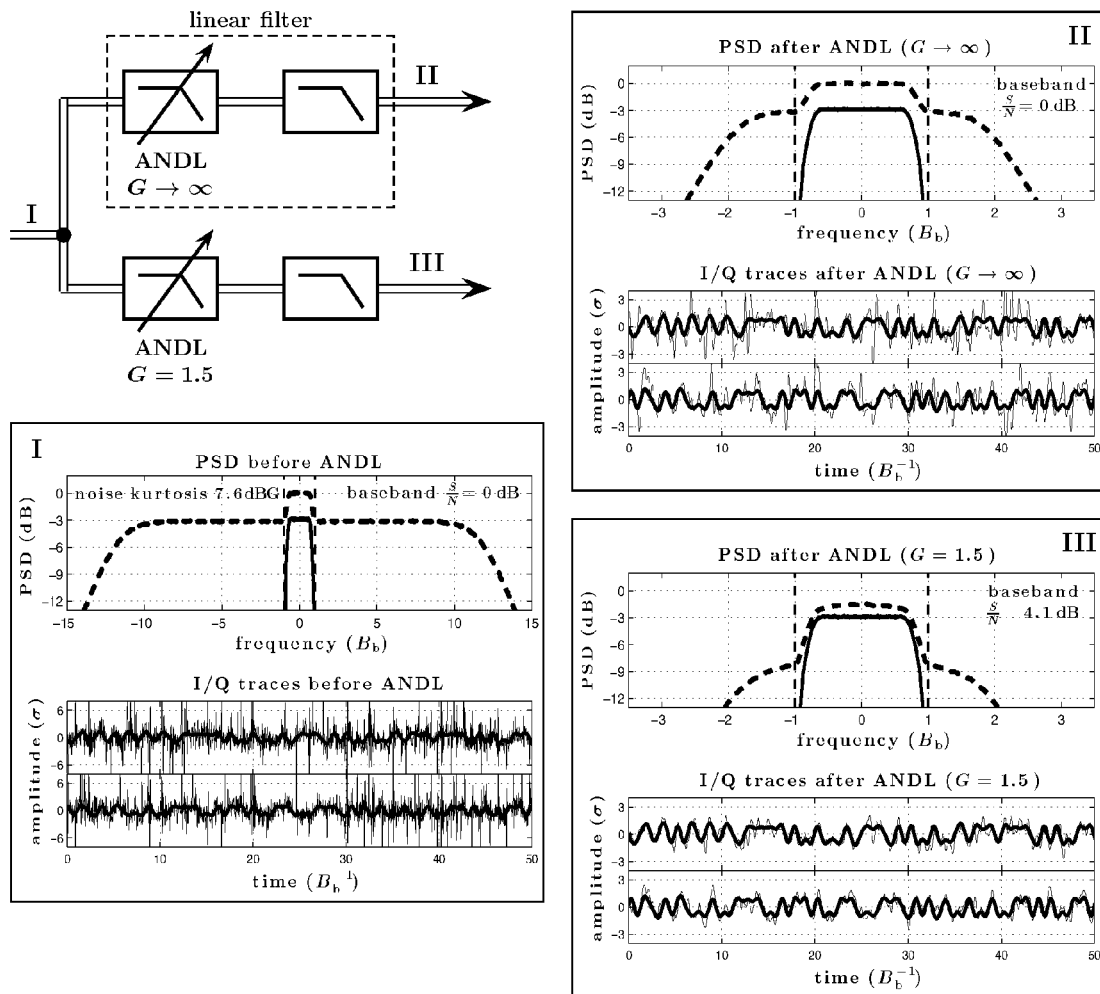 linear filter
II
ANDL
G → ∞
I
III
ANDL
G = 1.5
I
PSD before ANDL
noise kurtosis 7.6 dBG
baseband S/N = 0 dB
PSD (dB)
0
−3
−6
−9
−12
−15 −10 −5 0 5 10 15
frequency (B_b)
I/Q traces before ANDL
amplitude (σ)
6
0
−6
6
0
−6
0 10 20 30 40 50
time (B_b^−1)
II
PSD after ANDL (G → ∞)
baseband
S/N = 0 dB
PSD (dB)
0
−3
−6
−9
−12
−3 −2 −1 0 1 2 3
frequency (B_b)
I/Q traces after ANDL (G → ∞)
amplitude (σ)
3
0
−3
3
0
−3
0 10 20 30 40 50
time (B_b^−1)
III
PSD after ANDL (G = 1.5)
baseband
S/N 4.1 dB
PSD (dB)
0
−3
−6
−9
−12
−3 −2 −1 0 1 2 3
frequency (B_b)
I/Q traces after ANDL (G = 1.5)
amplitude (σ)
3
0
−3
3
0
−3
0 10 20 30 40 50
time (B_b^−1)